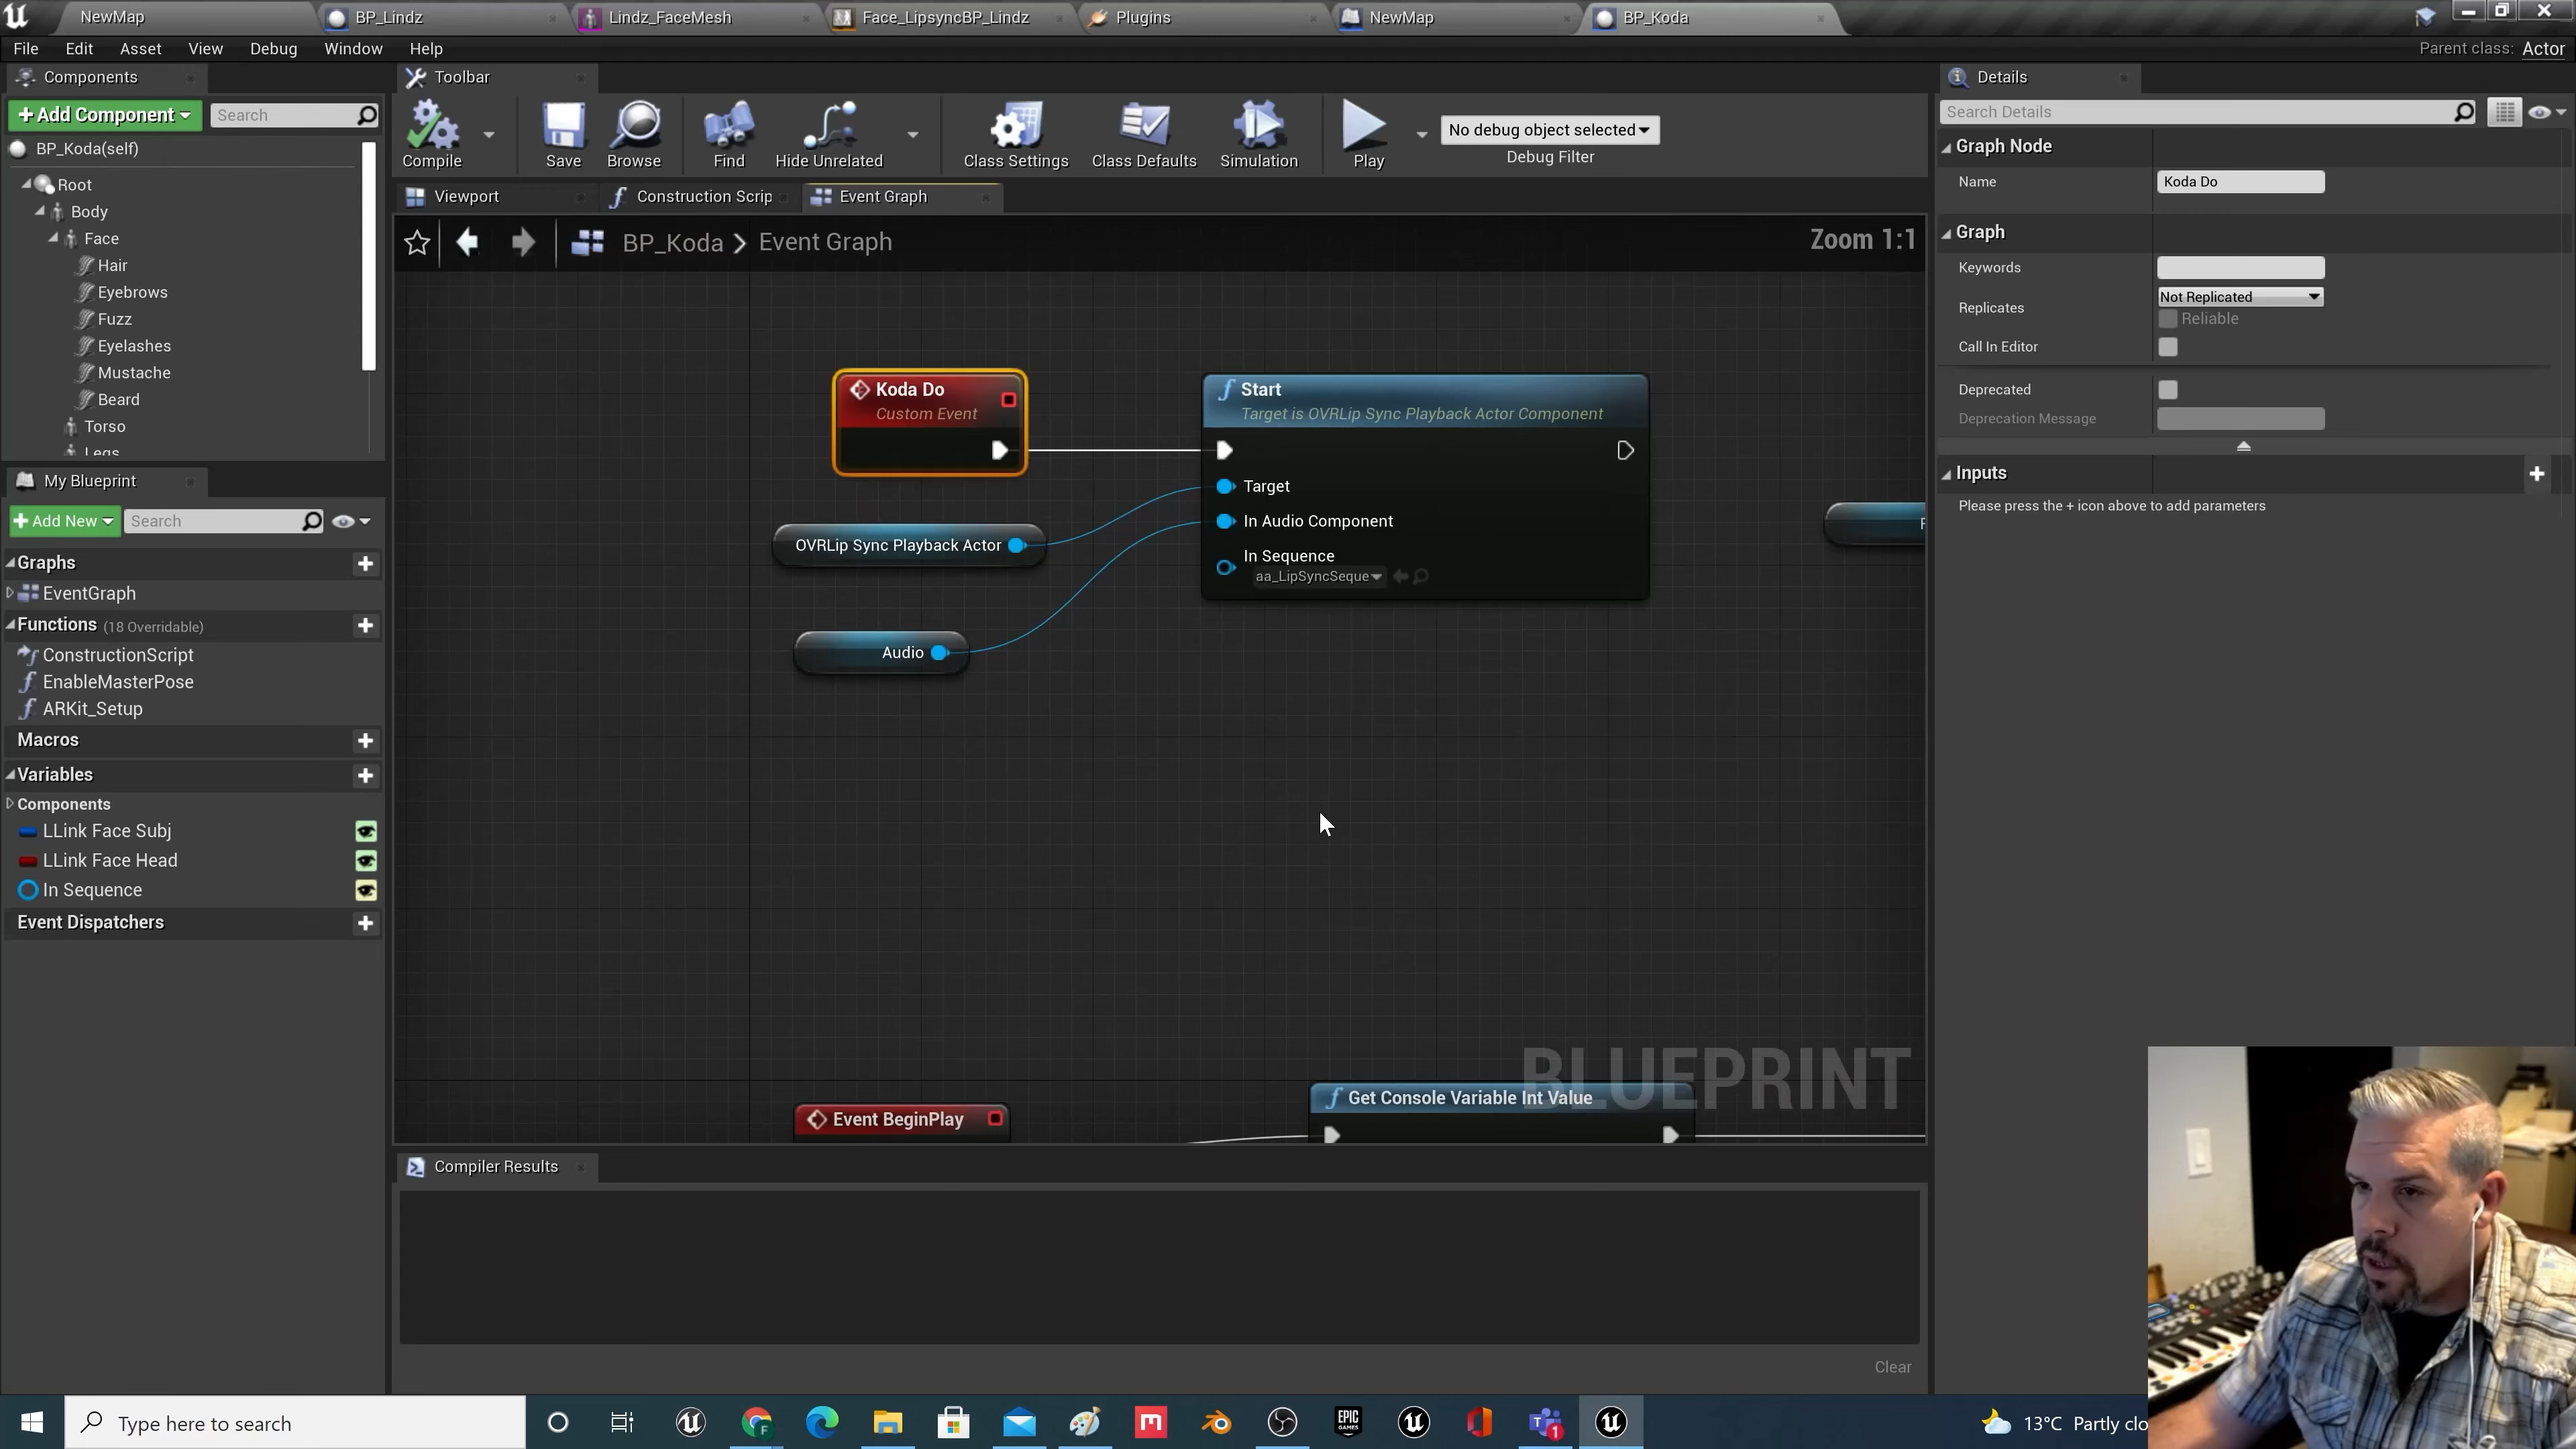 NewMap
BP_Lindz
Lindz_FaceMesh
Face_LipsyncBP_Lindz
Plugins
NewMap
BP_Koda
File
Edit
Asset
View
Debug
Window
Help
Parent class:
Actor
Components
Add Component
Search
BP_Koda(self)
Root
Body
Face
Hair
Eyebrows
Fuzz
Eyelashes
Mustache
Beard
Torso
Legs
My Blueprint
Add New
Search
Graphs
EventGraph
Functions (18 Overridable)
ConstructionScript
EnableMasterPose
ARKit_Setup
Macros
Variables
Components
LLink Face Subj
LLink Face Head
In Sequence
Event Dispatchers
Toolbar
Compile
Save
Browse
Find
Hide Unrelated
Class Settings
Class Defaults
Simulation
Play
No debug object selected
Debug Filter
Viewport
Construction Scrip
Event Graph
BP_Koda
Event Graph
Zoom 1:1
Koda Do
Custom Event
Start
Target is OVRLip Sync Playback Actor Component
Target
In Audio Component
In Sequence
aa_LipSyncSeque
OVRLip Sync Playback Actor
Audio
BLUEPRINT
Event BeginPlay
Get Console Variable Int Value
Compiler Results
Clear
Details
Search Details
Graph Node
Name
Koda Do
Graph
Keywords
Replicates
Not Replicated
Reliable
Call In Editor
Deprecated
Deprecation Message
Inputs
Please press the + icon above to add parameters
Type here to search
EPIC GAMES
13°C Partly clo